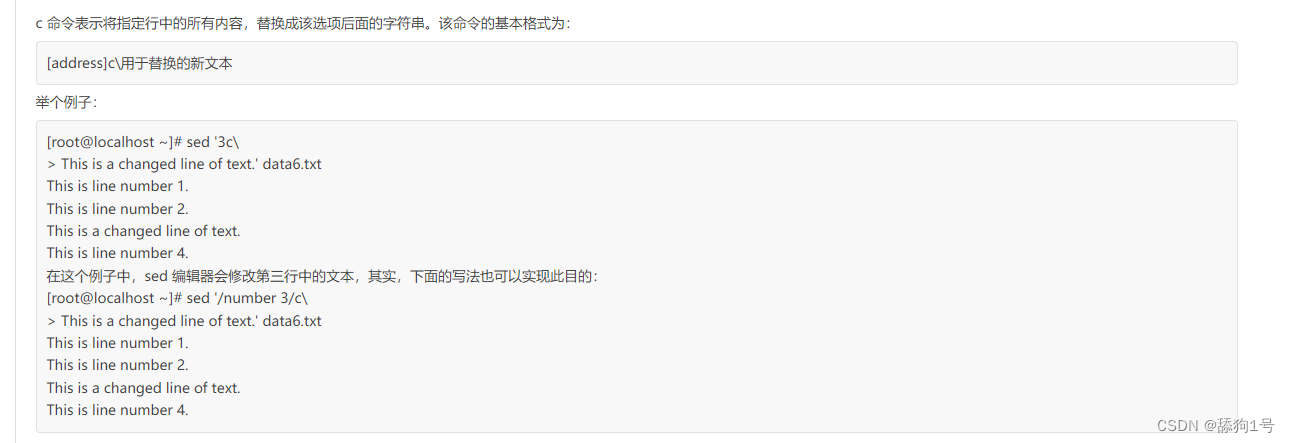 c 命令表示将指定行中的所有内容，替换成该选项后面的字符串。该命令的基本格式为：
[address]c\用于替换的新文本
举个例子：
[root@localhost ~]# sed '3c\
> This is a changed line of text.' data6.txt
This is line number 1.
This is line number 2.
This is a changed line of text.
This is line number 4.
在这个例子中，sed 编辑器会修改第三行中的文本，其实，下面的写法也可以实现此目的：
[root@localhost ~]# sed '/number 3/c\
> This is a changed line of text.' data6.txt
This is line number 1.
This is line number 2.
This is a changed line of text.
This is line number 4.
CSDN @舔狗1号